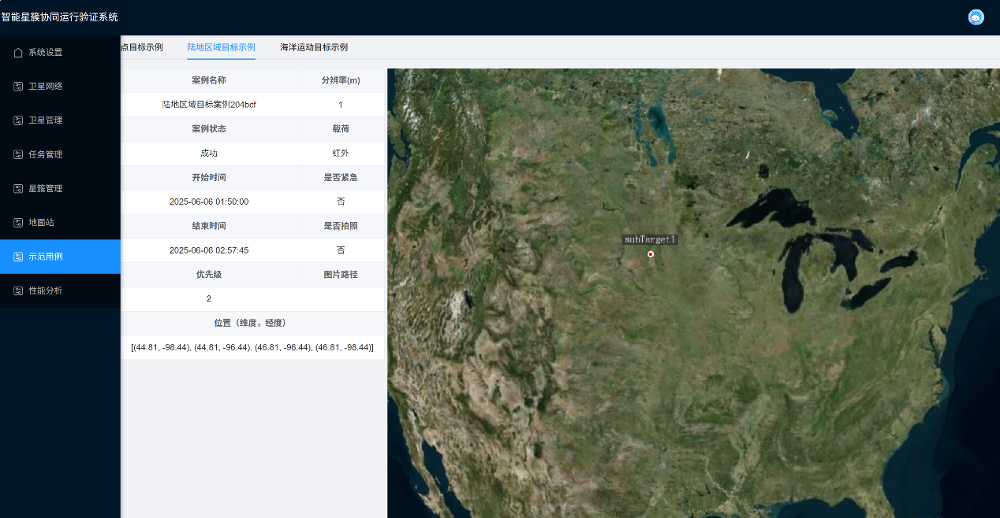 智能星簇协同运行验证系统
系统设置
卫星网络
卫星管理
任务管理
星簇管理
地面站
示范用例
性能分析
点目标示例 陆地区域目标示例 海洋运动目标示例
案例名称 分辨率(m)
陆地区域目标案例204bcf 1
案例状态 载荷
成功 红外
开始时间 是否紧急
2025-06-06 01:50:00 否
结束时间 是否拍照
2025-06-06 02:57:45 否
优先级 图片路径
2
位置（维度，经度）
[(44.81, -98.44), (44.81, -96.44), (46.81, -96.44), (46.81, -98.44)]
subTarget1